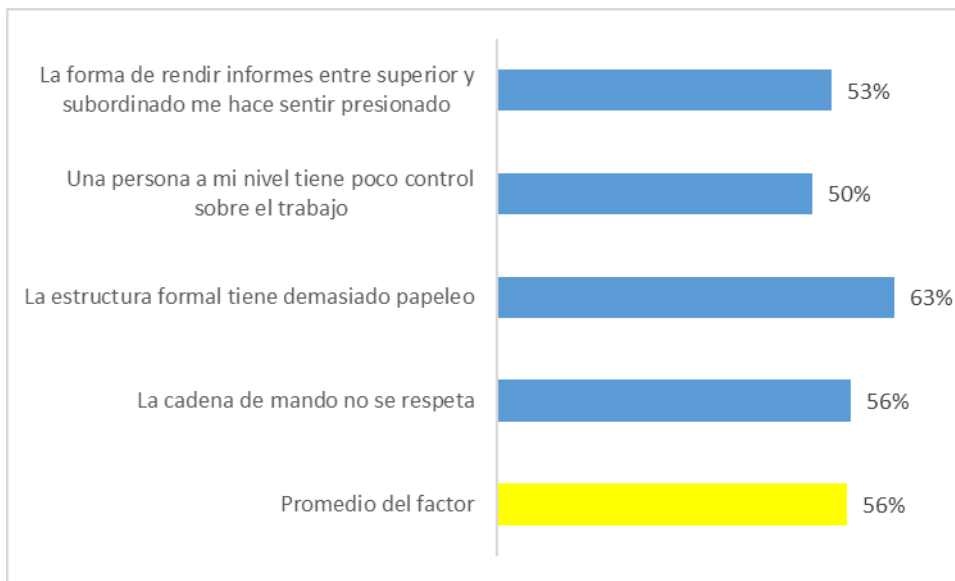 La forma de rendir informes entre superior y
subordinado me hace sentir presionado
53%
Una persona a mi nivel tiene poco control
sobre el trabajo
50%
La estructura formal tiene demasiado papeleo
63%
La cadena de mando no se respeta
56%
Promedio del factor
56%